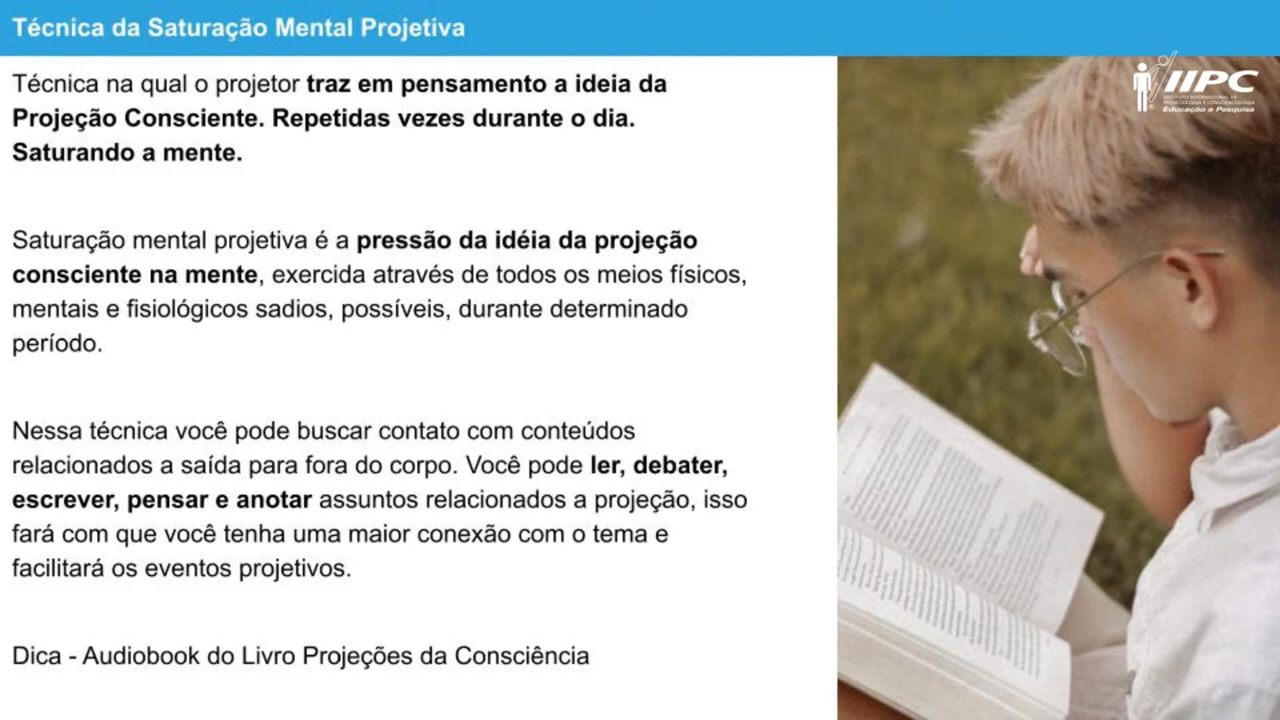 Técnica da Saturação Mental Projetiva
Técnica na qual o projetor traz em pensamento a ideia da
Projeção Consciente. Repetidas vezes durante o dia.
Saturando a mente.
Saturação mental projetiva é a pressão da idéia da projeção
consciente na mente, exercida através de todos os meios físicos,
mentais e fisiológicos sadios, possíveis, durante determinado
período.
Nessa técnica você pode buscar contato com conteúdos
relacionados a saída para fora do corpo. Você pode ler, debater,
escrever, pensar e anotar assuntos relacionados a projeção, isso
fará com que você tenha uma maior conexão com o tema e
facilitará os eventos projetivos.
Dica - Audiobook do Livro Projeções da Consciência
IIPC
INSTITUTO INTERNACIONAL DE
PROJECIOLOGIA E CONSCIENCIOLOGIA
Educação e Pesquisa